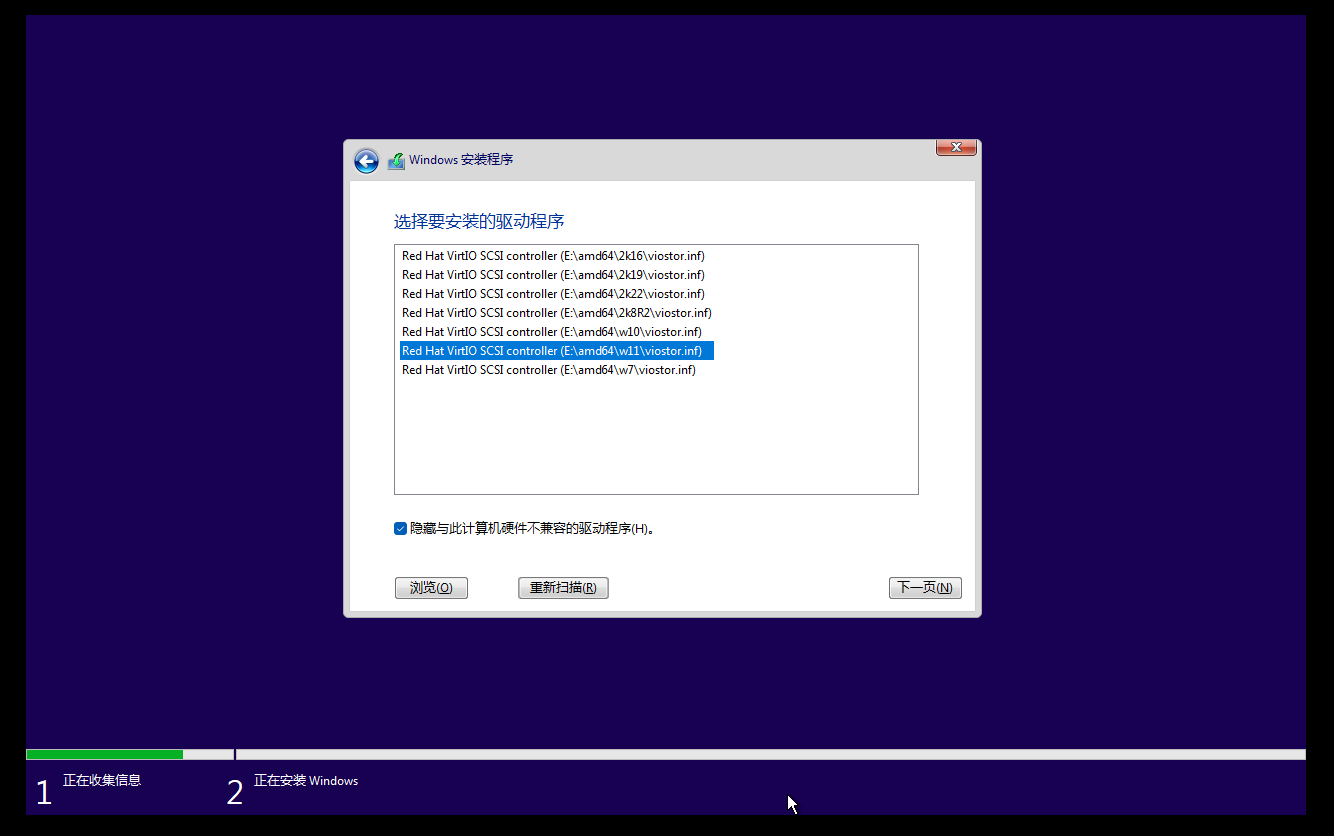 Windows 安装程序
选择要安装的驱动程序
Red Hat VirtIO SCSI controller (E:\amd64\2k16\viostor.inf)
Red Hat VirtIO SCSI controller (E:\amd64\2k19\viostor.inf)
Red Hat VirtIO SCSI controller (E:\amd64\2k22\viostor.inf)
Red Hat VirtIO SCSI controller (E:\amd64\2k8R2\viostor.inf)
Red Hat VirtIO SCSI controller (E:\amd64\w10\viostor.inf)
Red Hat VirtIO SCSI controller (E:\amd64\w11\viostor.inf)
Red Hat VirtIO SCSI controller (E:\amd64\w7\viostor.inf)
隐藏与此计算机硬件不兼容的驱动程序(H)。
浏览(O) 重新扫描(R) 下一页(N)
1 正在收集信息 2 正在安装 Windows